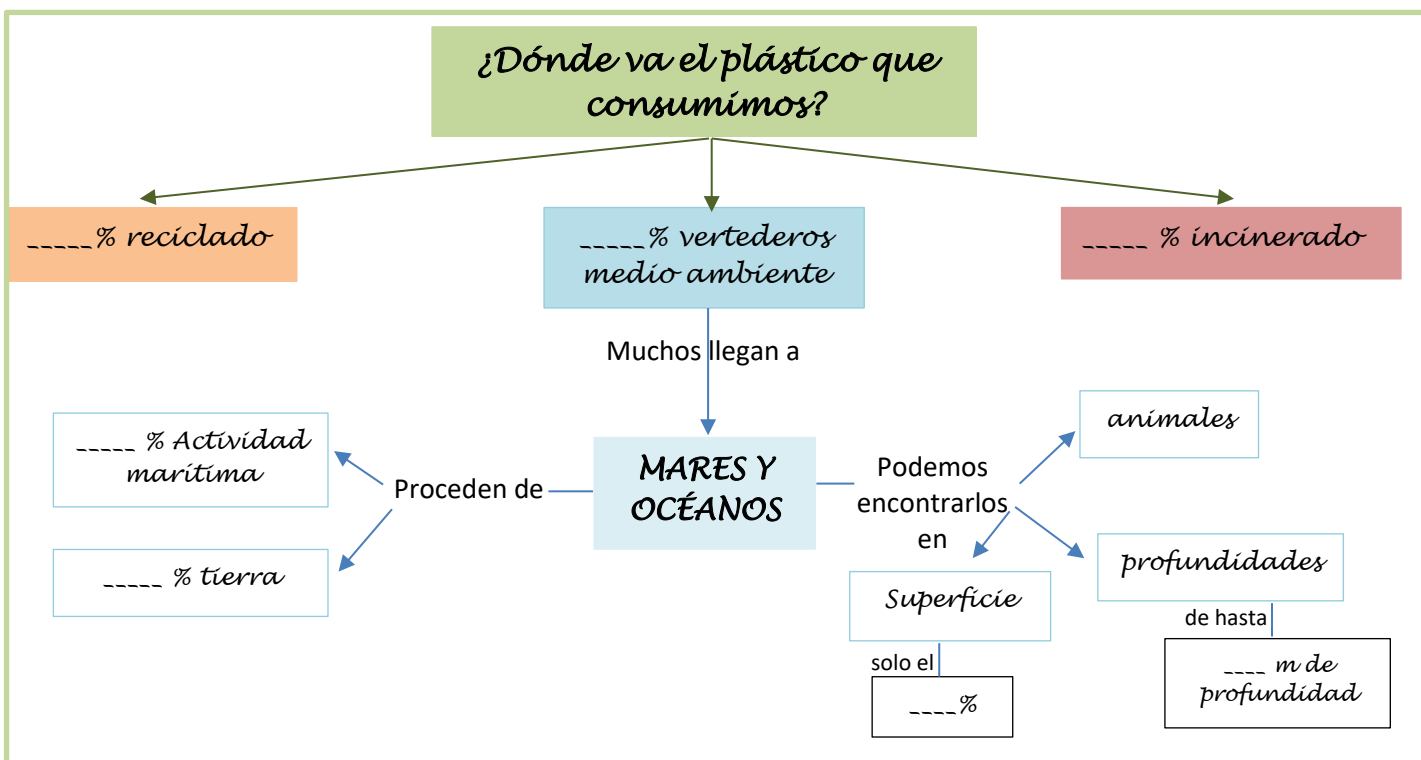 ¿Dónde va el plástico que
consumimos?
_____% reciclado
_____% vertederos
medio ambiente
_____ % incinerado
Muchos llegan a
_____ % Actividad
marítima
Proceden de
_____ % tierra
MARES Y
OCÉANOS
Podemos
encontrarlos
en
animales
Superficie
solo el
____%
profundidades
de hasta
____ m de
profundidad